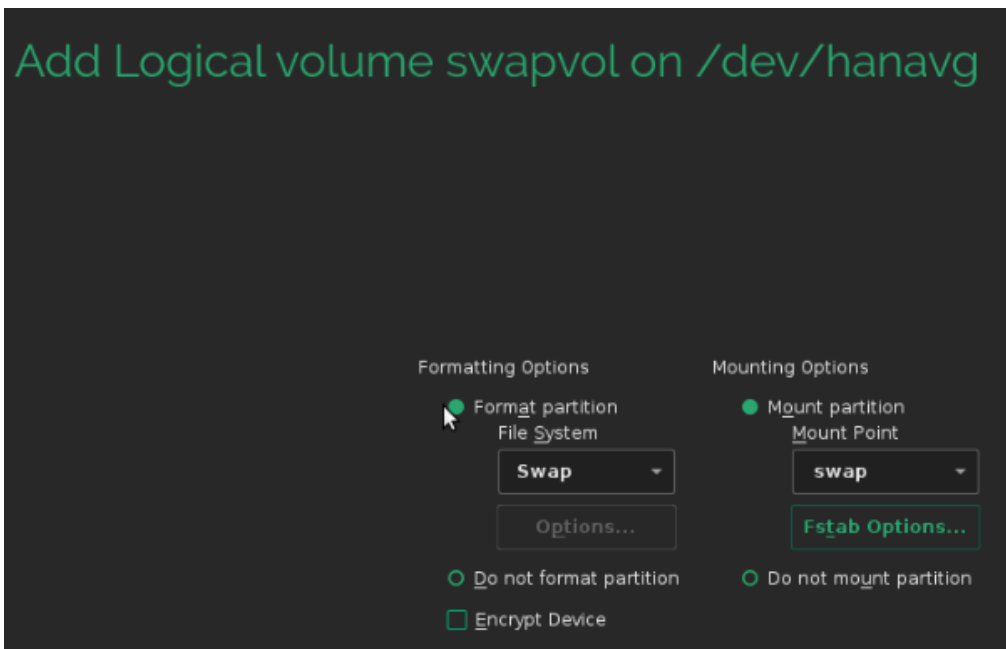 Add Logical volume swapvol on /dev/hanavg
Formatting Options
Format partition
File System
Swap
Options...
Do not format partition
Encrypt Device
Mounting Options
Mount partition
Mount Point
swap
Fstab Options...
Do not mount partition